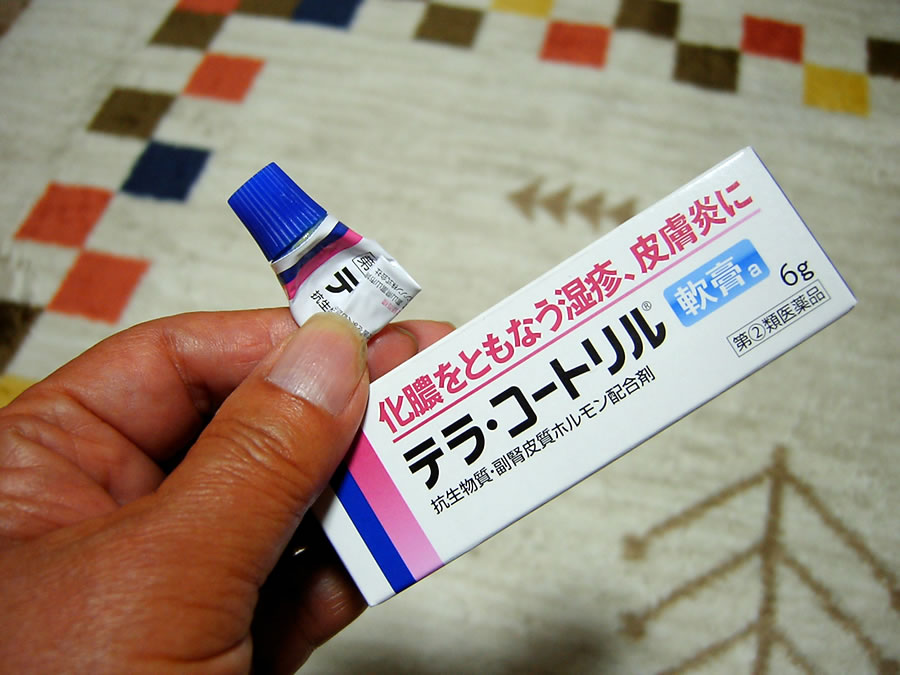 化膿をともなう湿疹、皮膚炎に
テラ・コートリル® 軟膏a 6g
抗生物質・副腎皮質ホルモン配合剤
第②類医薬品
テ
抗生